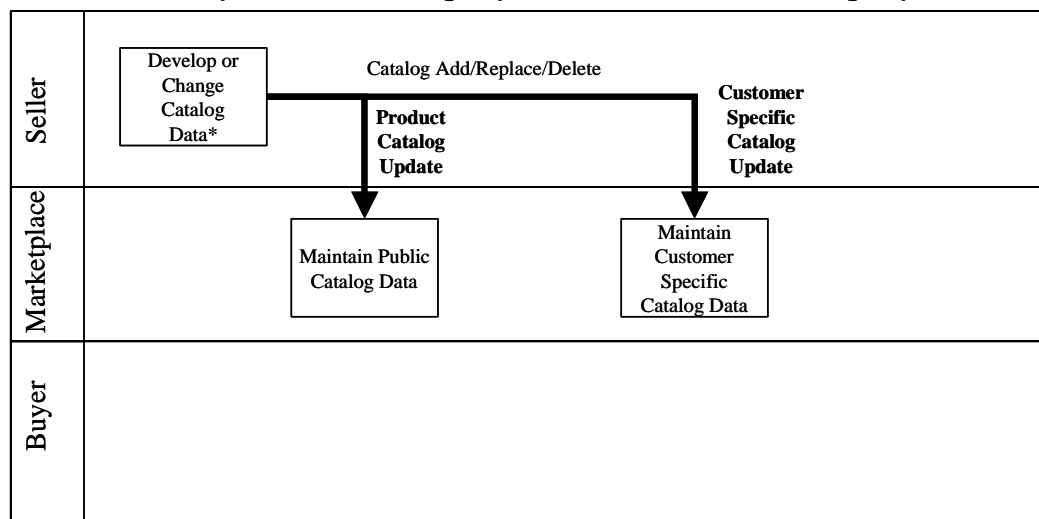 Seller
Develop or
Change
Catalog
Data*
Catalog Add/Replace/Delete
Product
Catalog
Update
Customer
Specific
Catalog
Update
Marketplace
Maintain Public
Catalog Data
Maintain
Customer
Specific
Catalog Data
Buyer